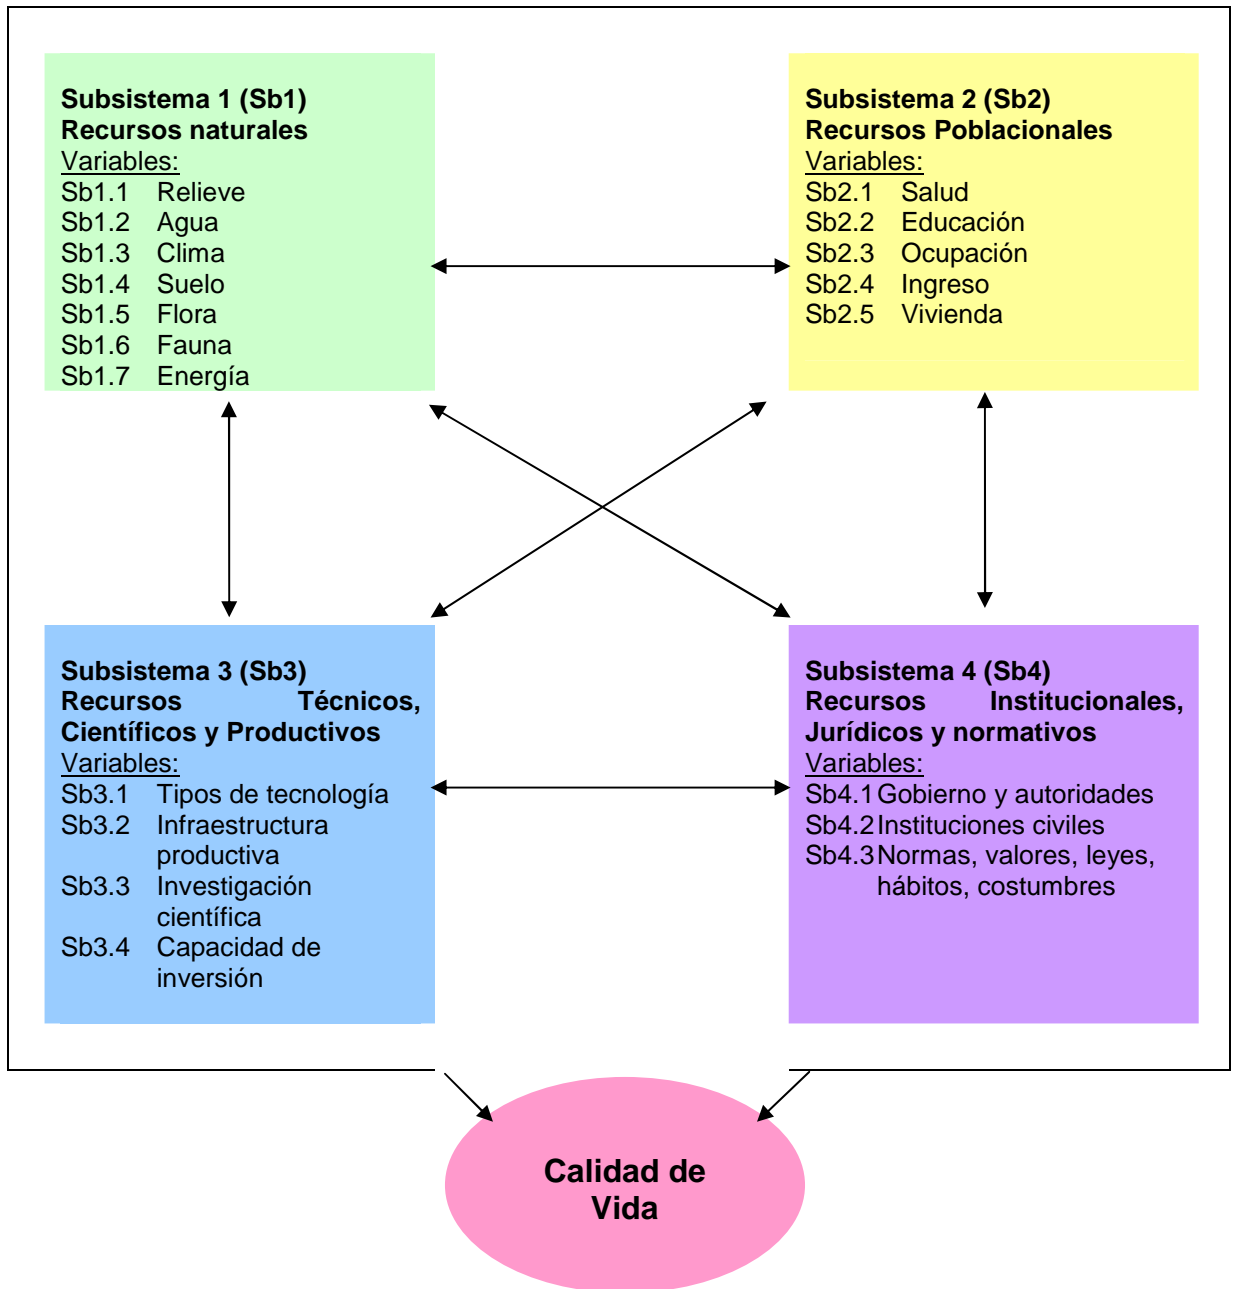 Subsistema 1 (Sb1)
Recursos naturales
Variables:
Sb1.1 Relieve
Sb1.2 Agua
Sb1.3 Clima
Sb1.4 Suelo
Sb1.5 Flora
Sb1.6 Fauna
Sb1.7 Energía
Subsistema 2 (Sb2)
Recursos Poblacionales
Variables:
Sb2.1 Salud
Sb2.2 Educación
Sb2.3 Ocupación
Sb2.4 Ingreso
Sb2.5 Vivienda
Subsistema 3 (Sb3)
Recursos Técnicos,
Científicos y Productivos
Variables:
Sb3.1 Tipos de tecnología
Sb3.2 Infraestructura
productiva
Sb3.3 Investigación
científica
Sb3.4 Capacidad de
inversión
Subsistema 4 (Sb4)
Recursos Institucionales,
Jurídicos y normativos
Variables:
Sb4.1 Gobierno y autoridades
Sb4.2 Instituciones civiles
Sb4.3 Normas, valores, leyes,
hábitos, costumbres
Calidad de
Vida